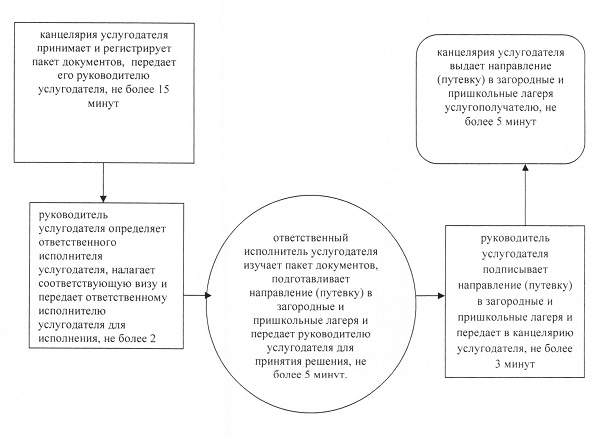 канцелярия услугодателя
принимает и регистрирует
пакет документов, передает
его руководителю
услугодателя, не более 15
минут
руководитель
услугодателя определяет
ответственного
исполнителя
услугодателя, налагает
соответствующую визу и
передает ответственному
исполнителю
услугодателя для
исполнения, не более 2
ответственный
исполнитель услугодателя
изучает пакет документов,
подготавливает
направление (путевку) в
загородные и
пришкольные лагеря и
передает руководителю
услугодателя для
принятия решения, не
более 5 минут.
руководитель
услугодателя
подписывает
направление (путевку)
в загородные и
пришкольные лагеря и
передает в канцелярию
услугодателя, не более
3 минут
канцелярия услугодателя
выдает направление
(путевку) в загородные и
пришкольные лагеря
услугополучателю, не
более 5 минут